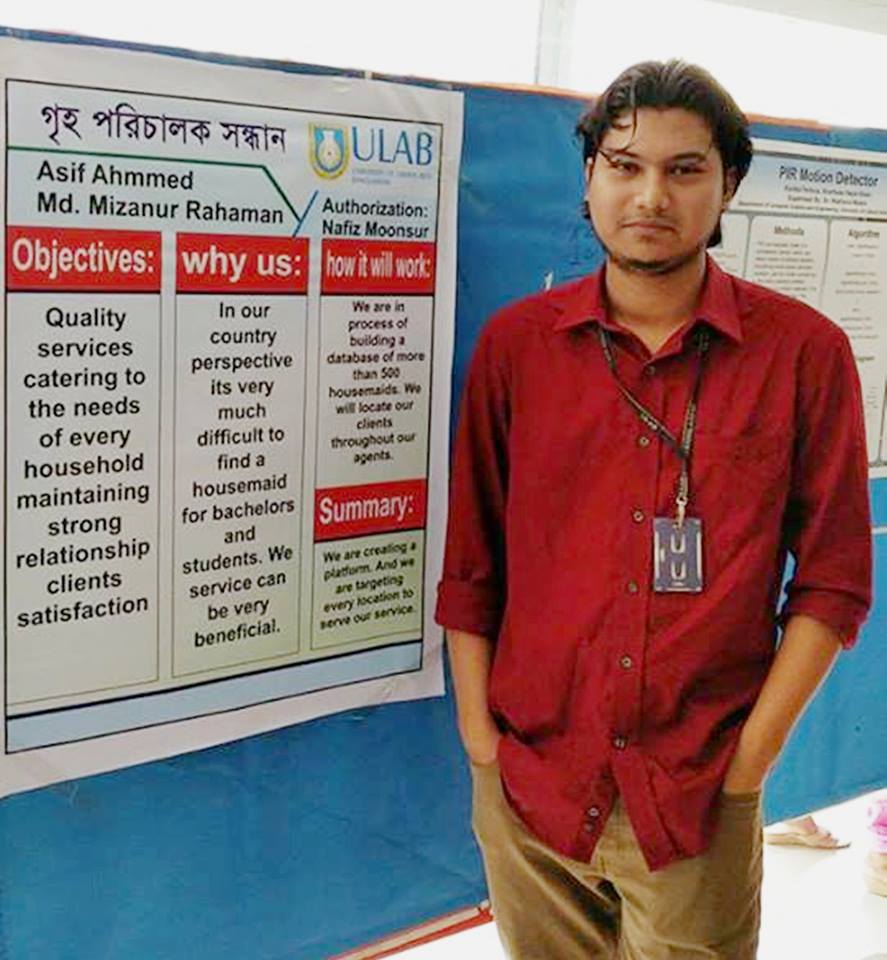 গৃহ পরিচালক সন্ধান
ULAB
Asif Ahmmed
Md. Mizanur Rahaman
Authorization:
Nafiz Moonsur
Objectives:
Quality
services
catering to
the needs
of every
household
maintaining
strong
relationship
clients
satisfaction
why us:
In our
country
perspective
its very
much
difficult to
find a
housemaid
for bachelors
and
students. We
service can
be very
beneficial.
how it will work:
We are in
process of
building a
database of more
than 500
housemaids. We
will locate our
clients
throughout our
agents.
Summary:
We are creating a
platform. And we
are targeting
every location to
serve our service.
PIR Motion Detector
Methods
Algorithm